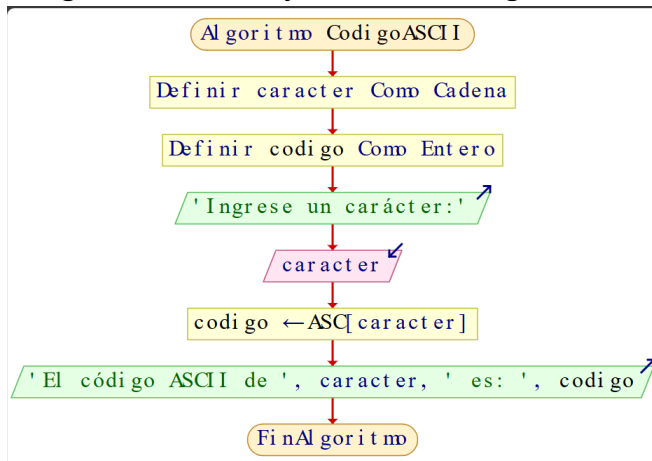 Algoritmo CodigoASCII
Definir caracter Como Cadena
Definir codigo Como Entero
'Ingrese un carácter:'
caracter
codigo ←ASC[caracter]
'El código ASCII de ', caracter, ' es: ', codigo
FinAlgoritmo